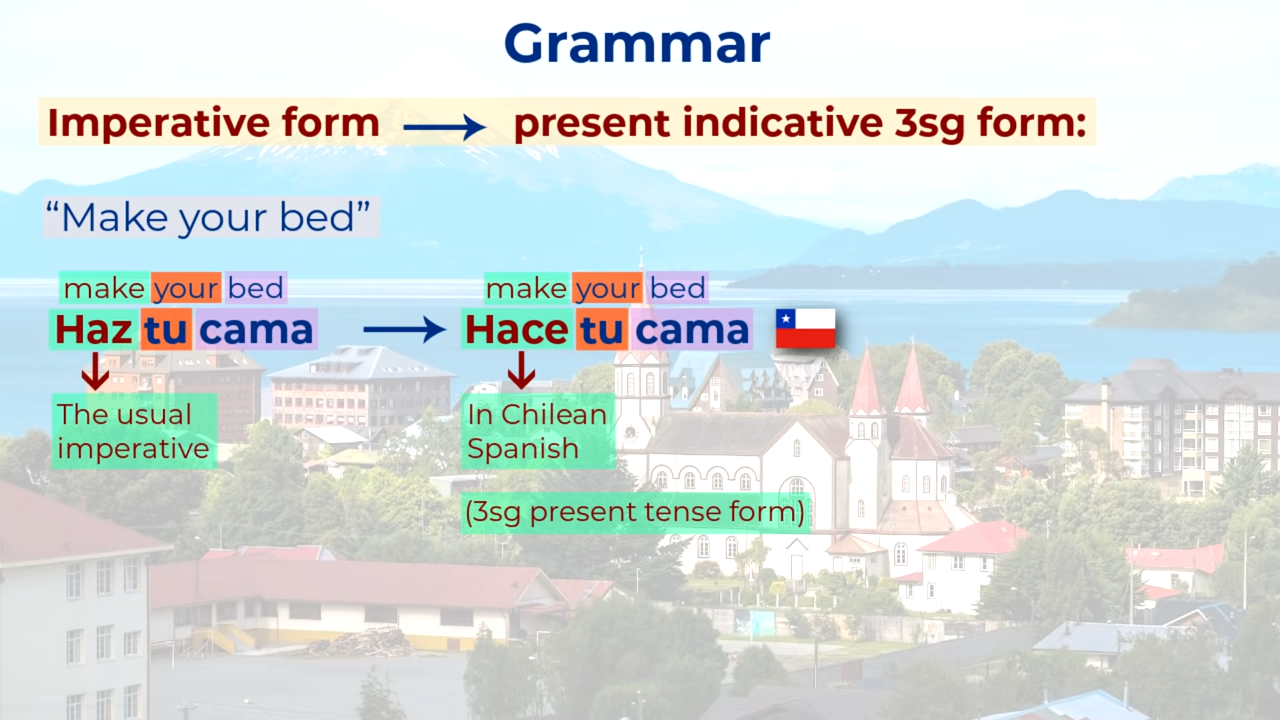 Grammar
Imperative form → present indicative 3sg form:
“Make your bed”
make your bed
Haz tu cama → 
make your bed
Hace tu cama
The usual
imperative
In Chilean
Spanish
(3sg present tense form)